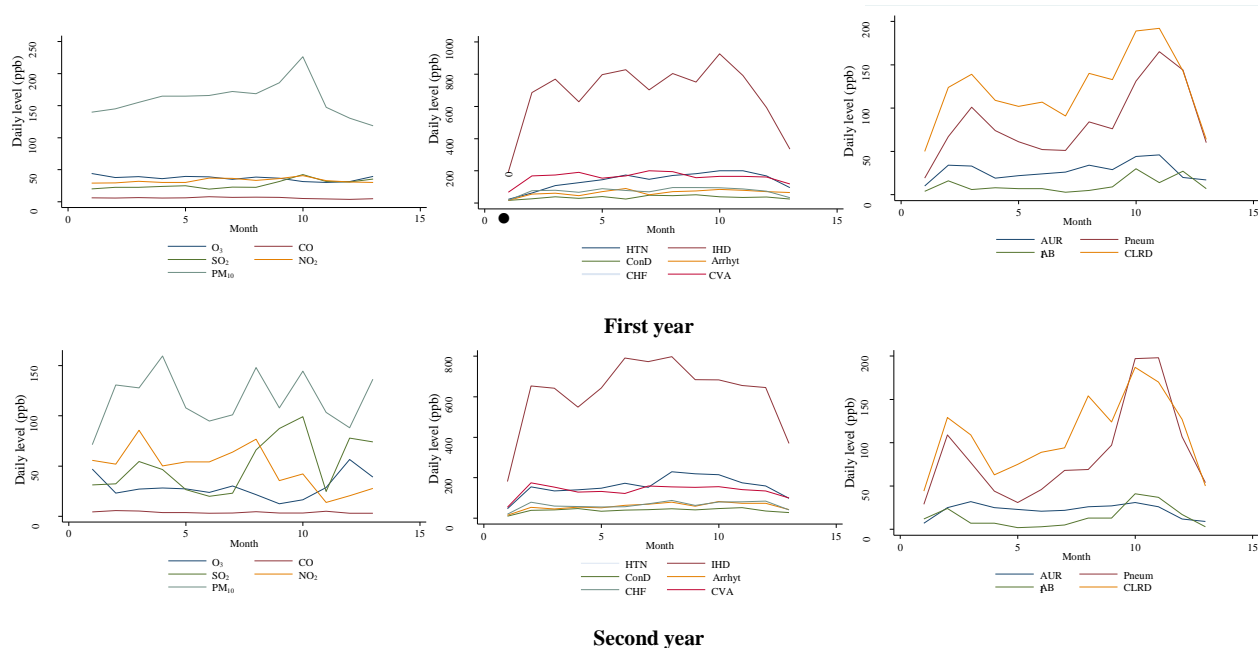 Daily level (ppb)
250
200
150
100
50
0
0 5 10 15
Month
O₃ CO
SO₂ NO₂
PM₁₀
Daily level (ppb)
1000
800
600
400
200
0
0 5 10 15
Month
HTN IHD
ConD Arrhyt
CHF CVA
Daily level (ppb)
200
150
100
50
0
0 5 10 15
Month
AUR Pneum
AB CLRD
First year
Daily level (ppb)
150
100
50
0
0 5 10 15
Month
O₃ CO
SO₂ NO₂
PM₁₀
Daily level (ppb)
800
600
400
200
0
0 5 10 15
Month
HTN IHD
ConD Arrhyt
CHF CVA
Daily level (ppb)
200
150
100
50
0
0 5 10 15
Month
AUR Pneum
AB CLRD
Second year